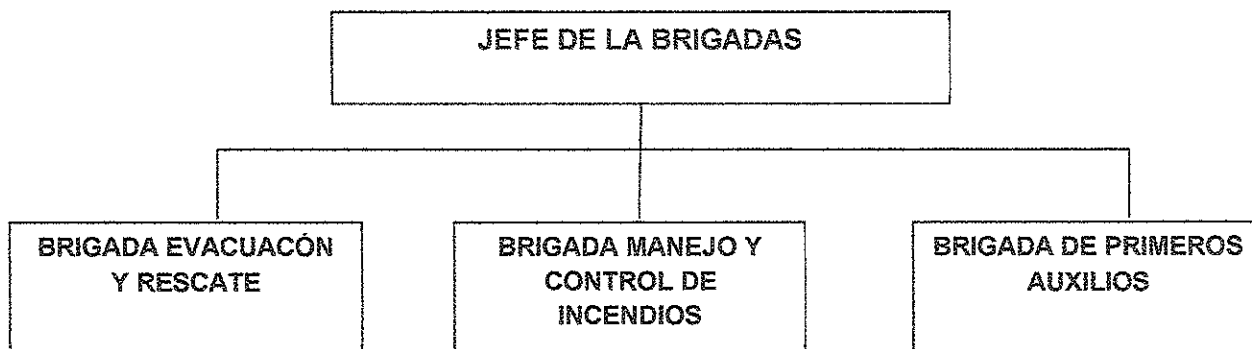 JEFE DE LA BRIGADAS
BRIGADA EVACUACÓN
Y RESCATE
BRIGADA MANEJO Y
CONTROL DE
INCENDIOS
BRIGADA DE PRIMEROS
AUXILIOS